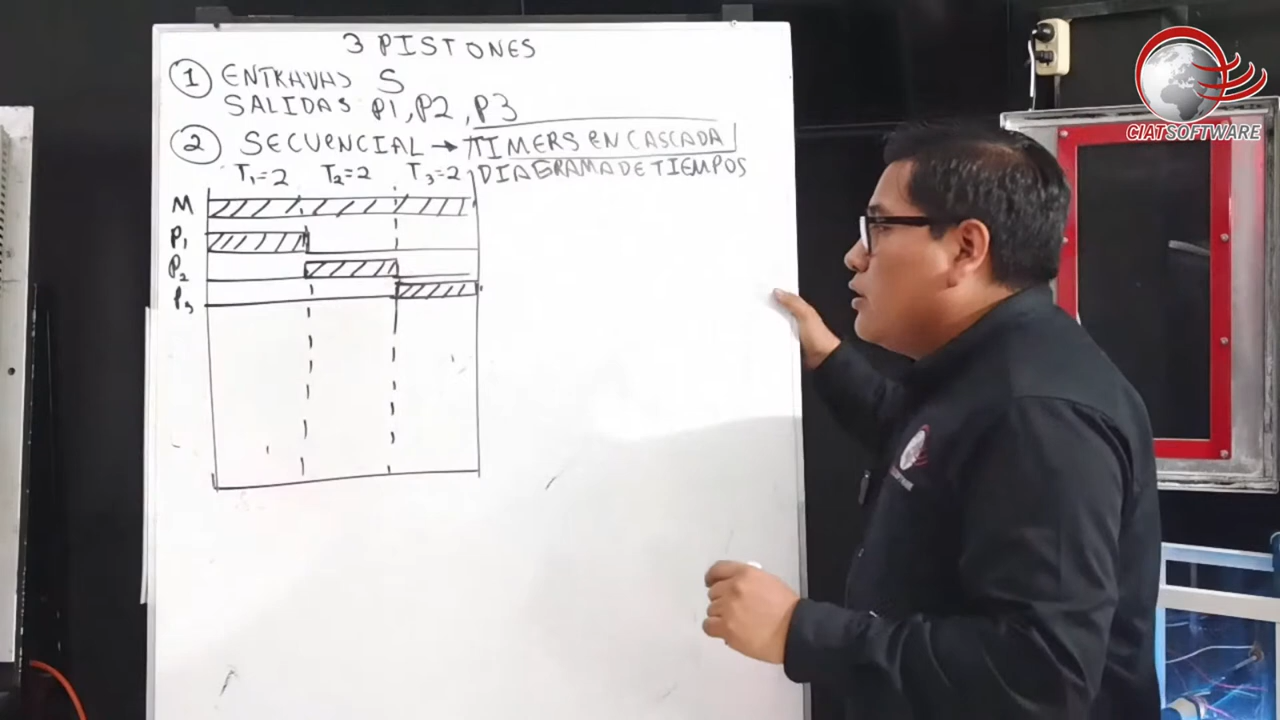 3 PISTONES
1 ENTRADAS S
SALIDAS P1, P2, P3
2 SECUENCIAL → TIMERS EN CASCADA
DIAGRAMA DE TIEMPOS
T1=2 T2=2 T3=2
M
P1
P2
P3
CIATSOFTWARE